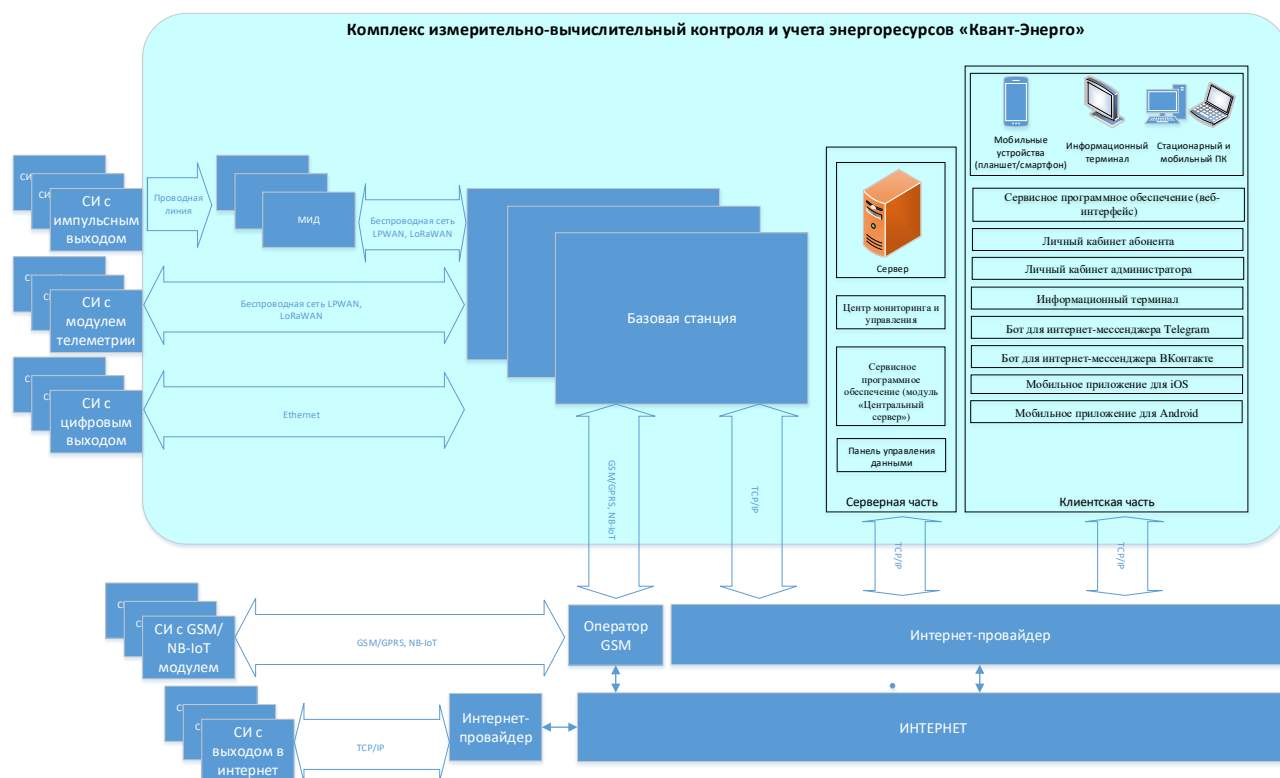 Комплекс измерительно-вычислительный контроля и учета энергоресурсов «Квант-Энерго»
Мобильные
устройства
(планшет/смартфон)
Информационный
терминал
Стационарный и
мобильный ПК
СИ с
импульсным
выходом
Проводная
линия
МИД
Беспроводная сеть
LPWAN, LoRaWAN
СИ с
модулем
телеметрии
Беспроводная сеть LPWAN,
LoRaWAN
СИ с
цифровым
выходом
Ethernet
Базовая станция
GSM/GPRS, NB-IoT
TCP/IP
Сервер
Центр мониторинга и
управления
Сервисное
программное
обеспечение (модуль
«Центральный
сервер»)
Панель управления
данными
Серверная часть
Сервисное программное обеспечение (веб-
интерфейс)
Личный кабинет абонента
Личный кабинет администратора
Информационный терминал
Бот для интернет-мессенджера Telegram
Бот для интернет-мессенджера ВКонтакте
Мобильное приложение для iOS
Мобильное приложение для Android
Клиентская часть
TCP/IP
TCP/IP
СИ с GSM/
NB-IoT
модулем
GSM/GPRS, NB-IoT
Оператор
GSM
Интернет-провайдер
СИ с
выходом в
интернет
TCP/IP
Интернет-
провайдер
ИНТЕРНЕТ